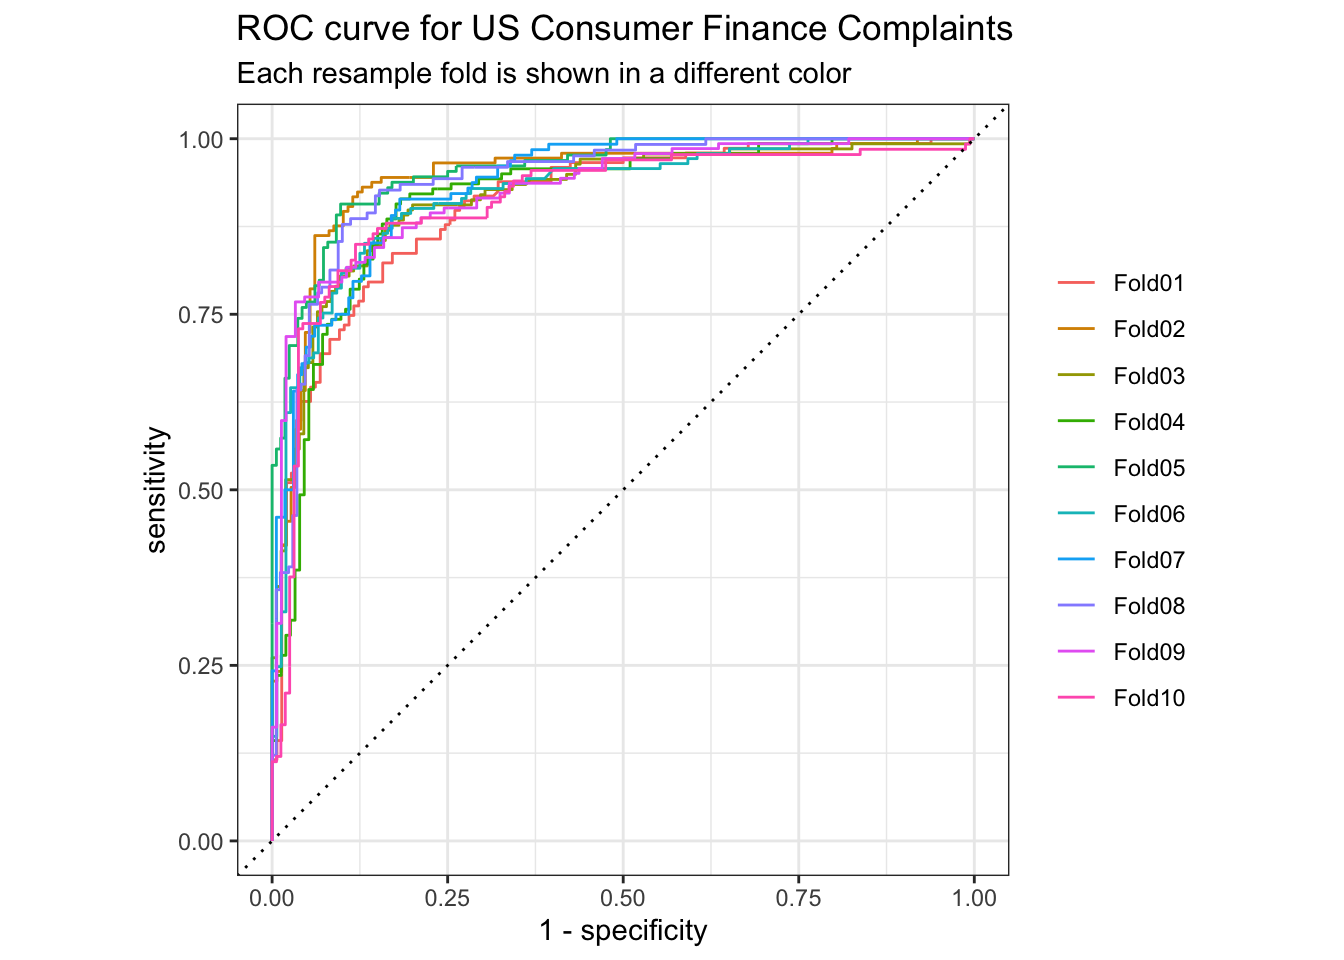 ROC curve for US Consumer Finance Complaints
Each resample fold is shown in a different color
1.00
0.75
0.50
0.25
0.00
sensitivity
0.00 0.25 0.50 0.75 1.00
1 - specificity
Fold01
Fold02
Fold03
Fold04
Fold05
Fold06
Fold07
Fold08
Fold09
Fold10